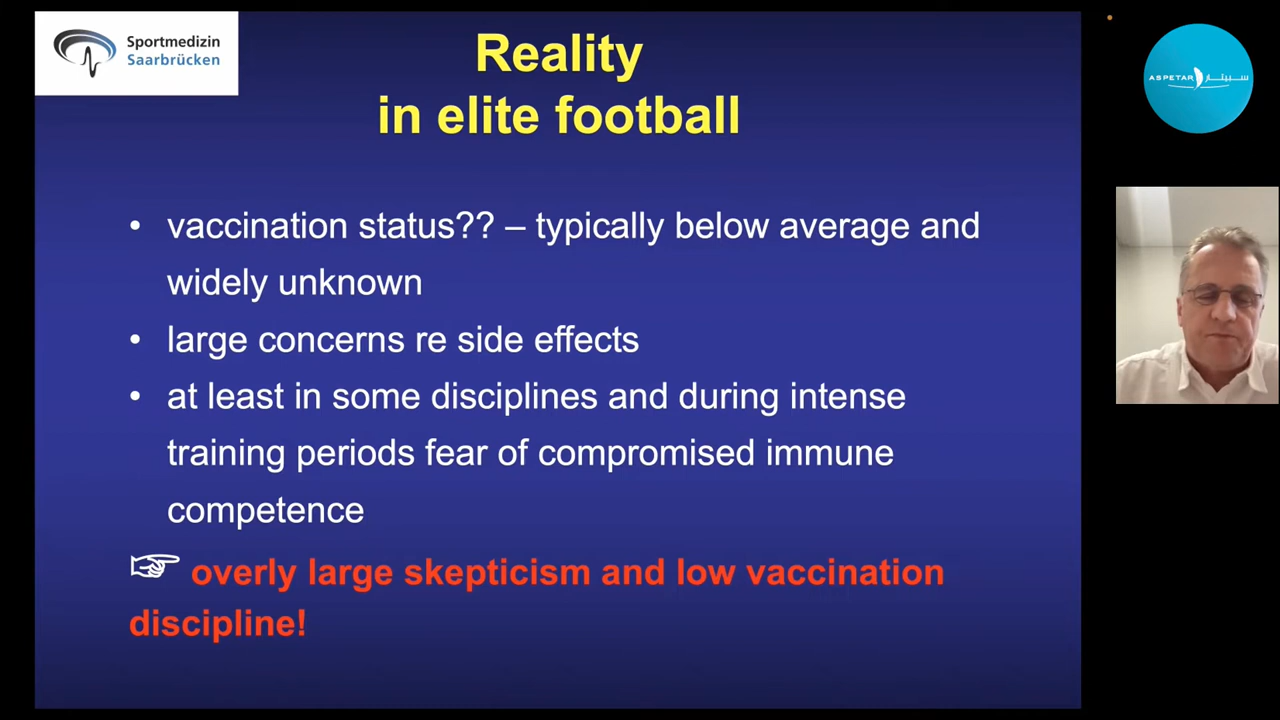 Sportmedizin
Saarbrücken
Reality
in elite football
• vaccination status?? – typically below average and
widely unknown
• large concerns re side effects
• at least in some disciplines and during intense
training periods fear of compromised immune
competence
☞ overly large skepticism and low vaccination
discipline!
ASPETAR سبيتار